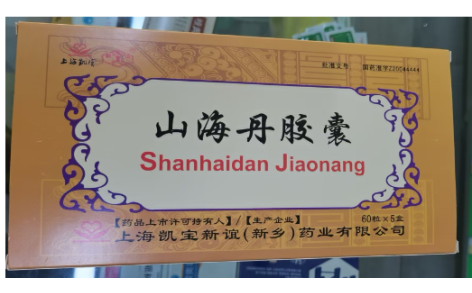 上海凯宝
批准文号 国药准字Z20044444
山海丹胶囊
Shanhaidan Jiaonang
60粒×5盒
【药品上市许可持有人】/【生产企业】
上海凯宝新谊(新乡)药业有限公司